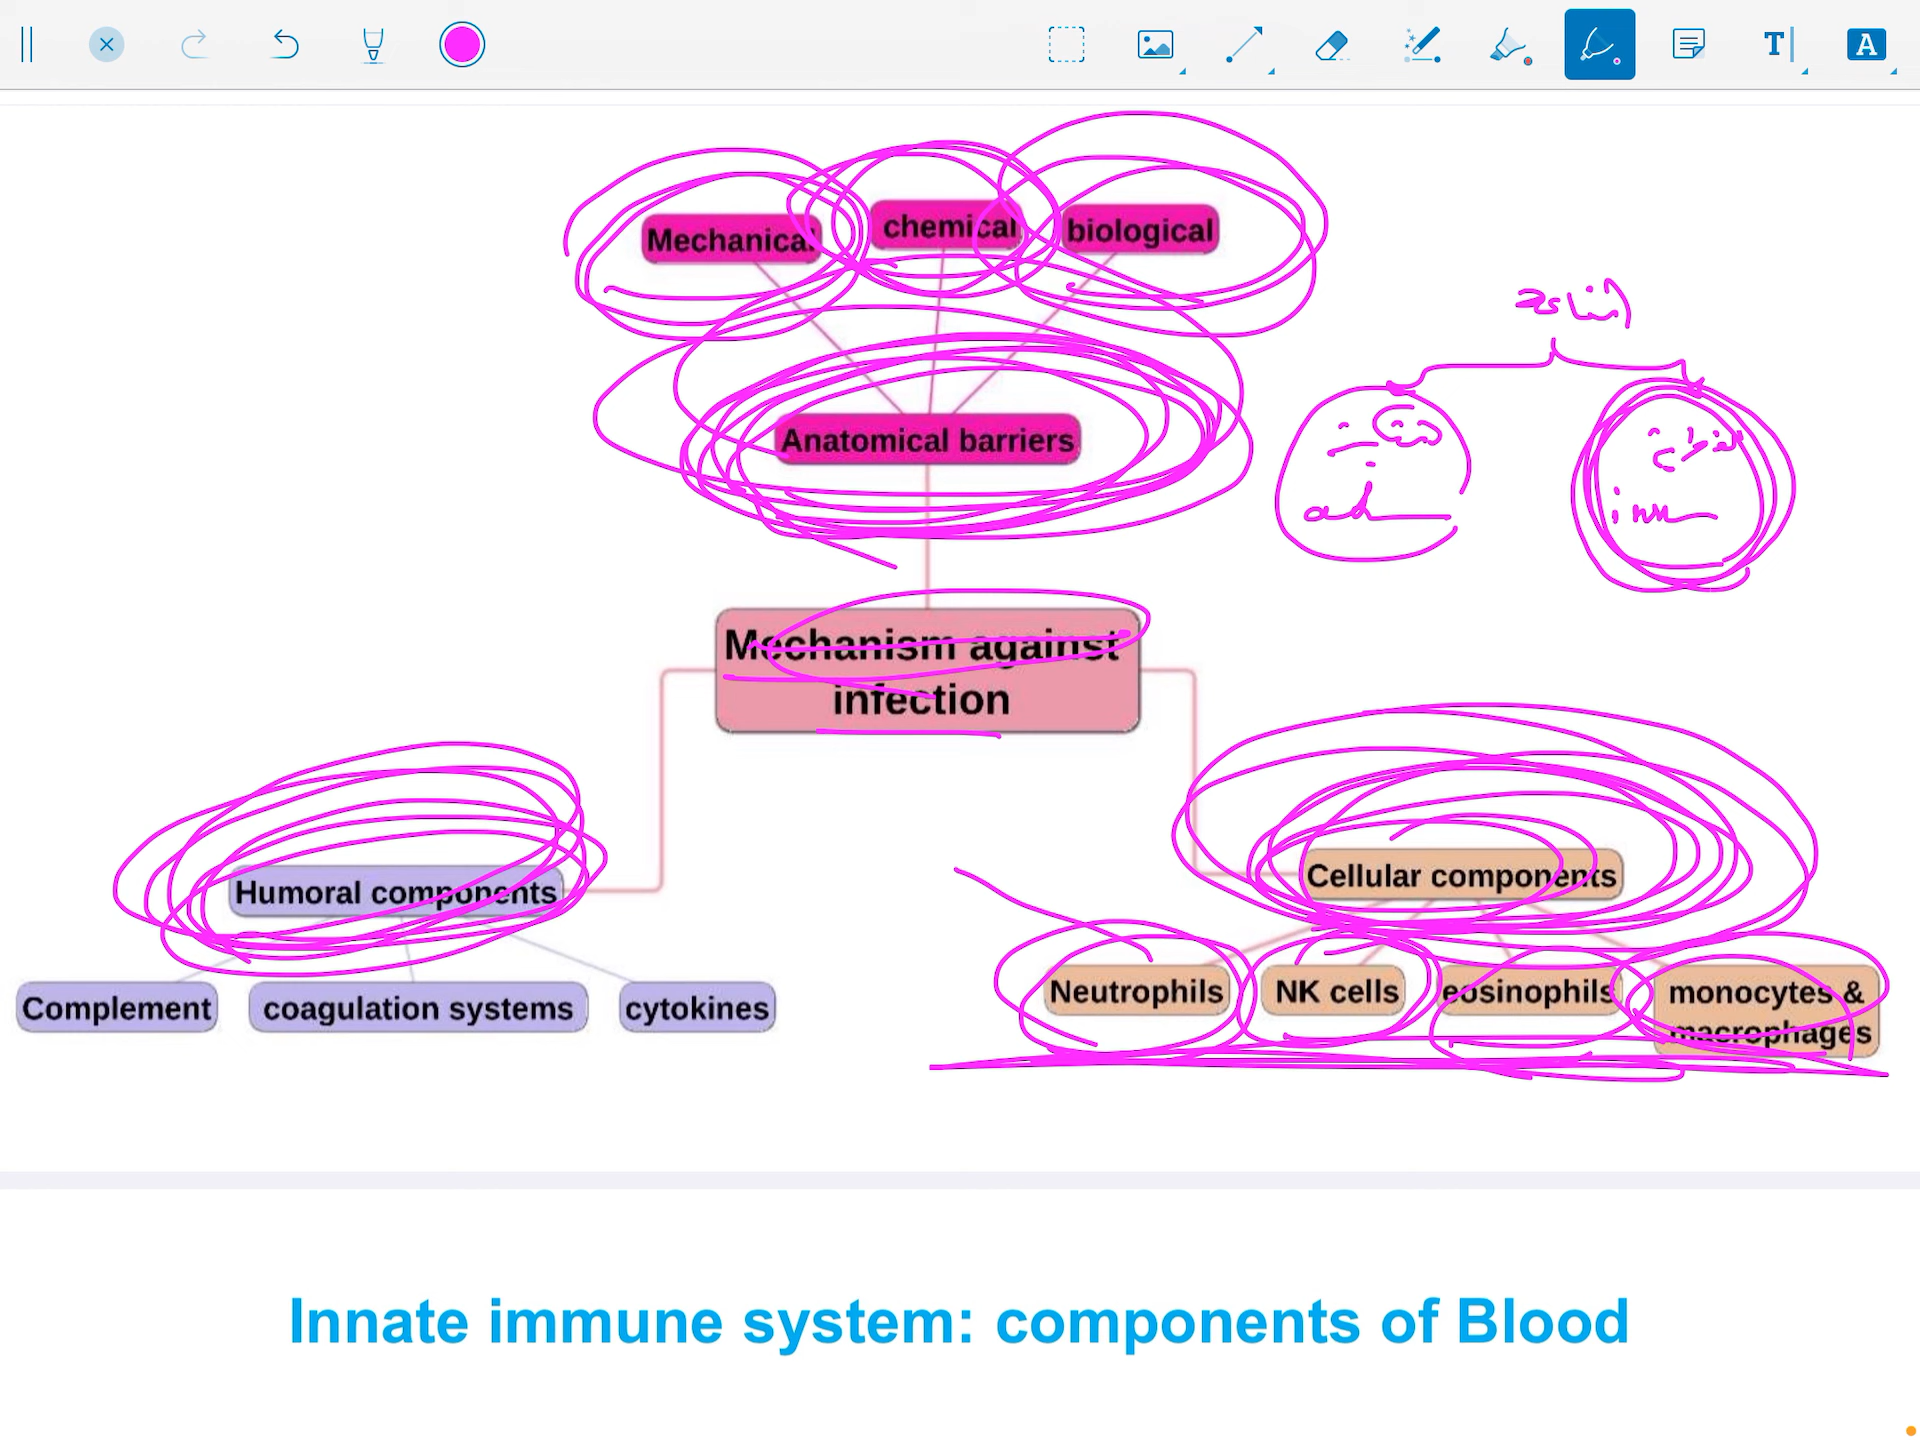 Mechanical
chemical
biological
Anatomical barriers
Mechanism against
infection
Humoral components
Cellular components
Complement
coagulation systems
cytokines
Neutrophils
NK cells
eosinophils
monocytes &
macrophages
Innate immune system: components of Blood